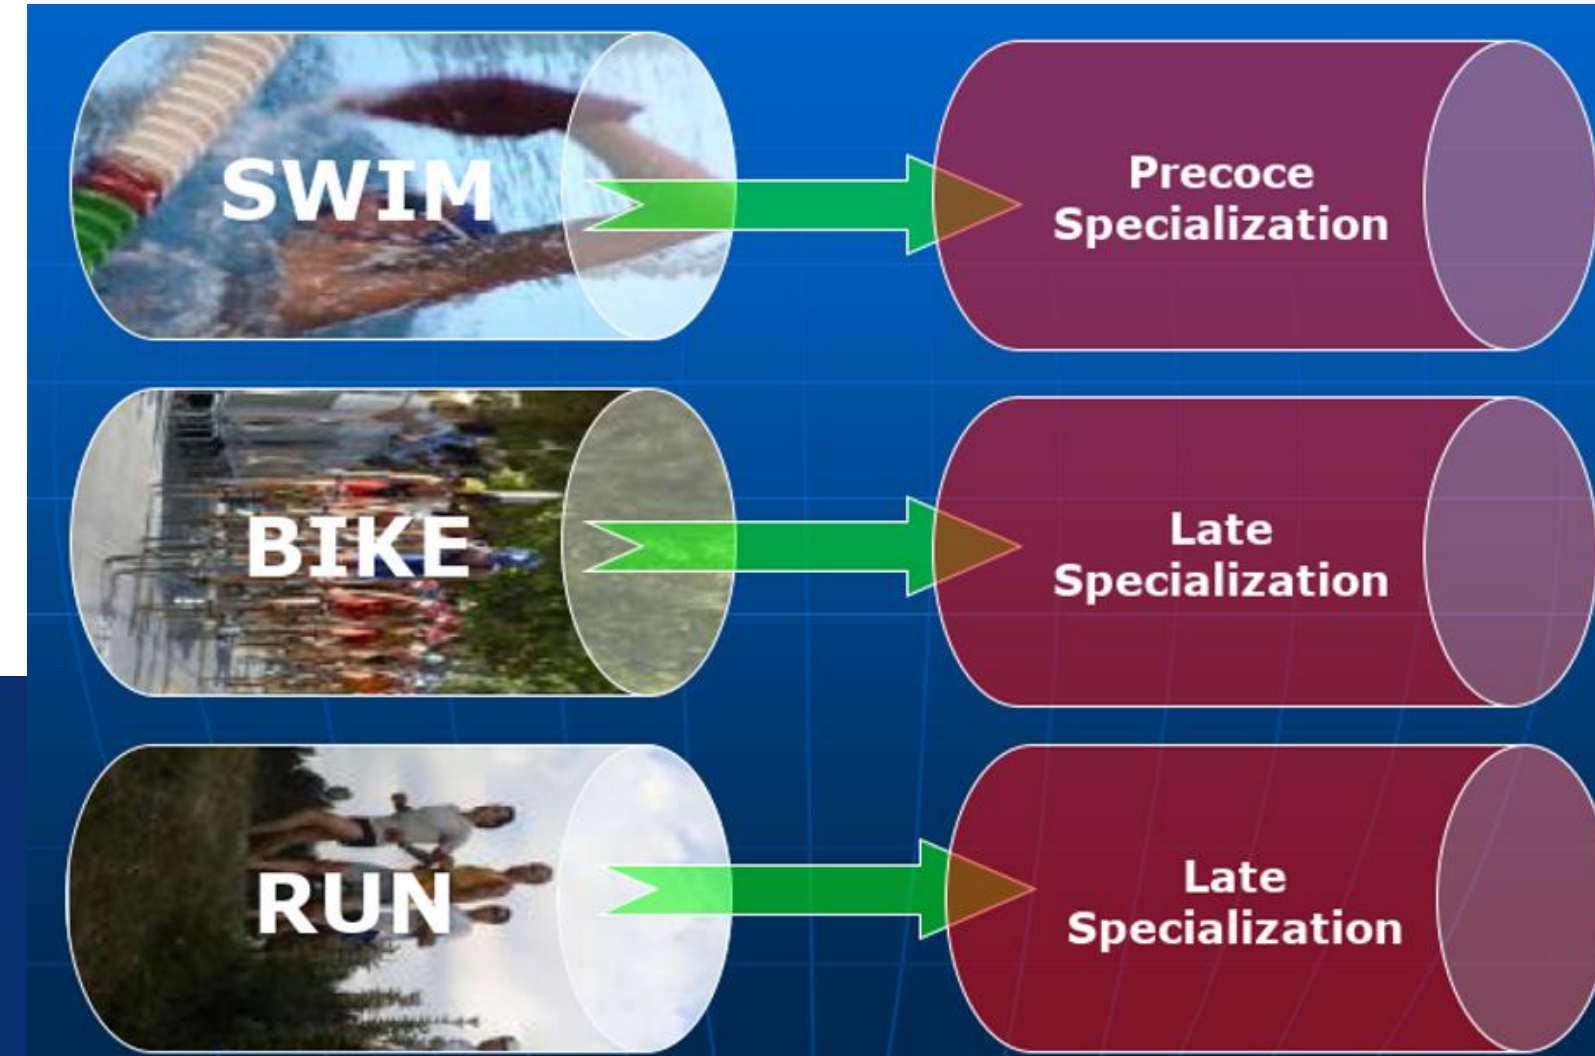 SWIM
Precoce
Specialization
BIKE
Late
Specialization
RUN
Late
Specialization